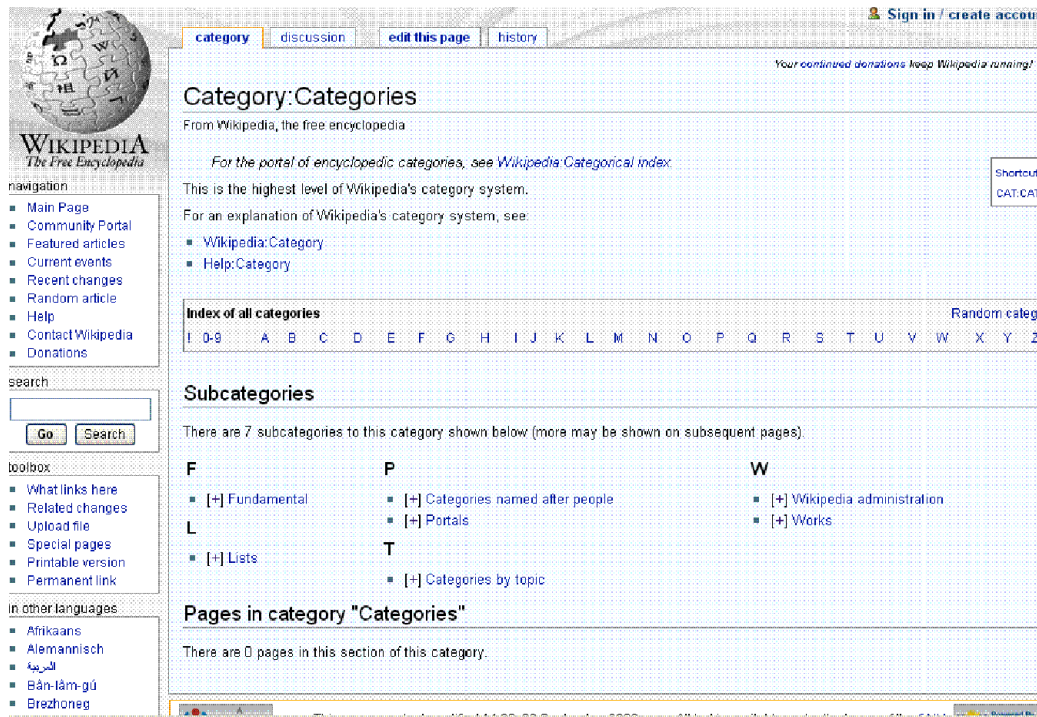 Sign in / create
category discussion edit this page history
Your continued donations keep Wikipedia running!
Category:Categories
From Wikipedia, the free encyclopedia
WIKIPEDIA
The Free Encyclopedia
For the portal of encyclopedic categories, see Wikipedia:Categorical index.
Shortcut
This is the highest level of Wikipedia's category system.
CAT:CAT
For an explanation of Wikipedia's category system, see:
Wikipedia:Category
Help:Category
navigation
Main Page
Community Portal
Featured articles
Current events
Recent changes
Random article
Help
Contact Wikipedia
Donations
Index of all categories Random
! 0-9 A B C D E F G H I J K L M N O P Q R S T U V W X Y Z
search
Go Search
Subcategories
There are 7 subcategories to this category shown below (more may be shown on subsequent pages).
F
[+] Fundamental
L
[+] Lists
P
[+] Categories named after people
[+] Portals
T
[+] Categories by topic
W
[+] Wikipedia administration
[+] Works
toolbox
What links here
Related changes
Upload file
Special pages
Printable version
Permanent link
Pages in category "Categories"
There are 0 pages in this section of this category.
in other languages
Afrikaans
Alemannisch
العربية
Bân-lâm-gú
Brezhoneg